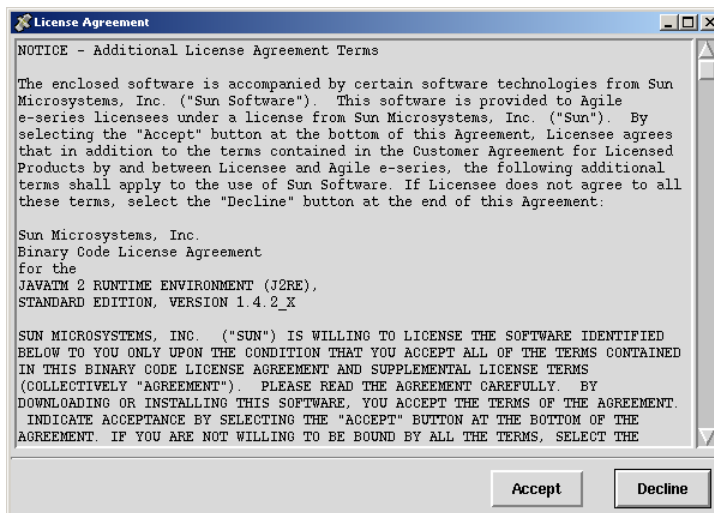 License Agreement
NOTICE - Additional License Agreement Terms
The enclosed software is accompanied by certain software technologies from Sun
Microsystems, Inc. ("Sun Software").  This software is provided to Agile
e-series licensees under a license from Sun Microsystems, Inc. ("Sun").  By
selecting the "Accept" button at the bottom of this Agreement, Licensee agrees
that in addition to the terms contained in the Customer Agreement for Licensed
Products by and between Licensee and Agile e-series, the following additional
terms shall apply to the use of Sun Software. If Licensee does not agree to all
these terms, select the "Decline" button at the end of this Agreement:
Sun Microsystems, Inc.
Binary Code License Agreement
for the
JAVATM 2 RUNTIME ENVIRONMENT (J2RE),
STANDARD EDITION, VERSION 1.4.2_X
SUN MICROSYSTEMS, INC.  ("SUN") IS WILLING TO LICENSE THE SOFTWARE IDENTIFIED
BELOW TO YOU ONLY UPON THE CONDITION THAT YOU ACCEPT ALL OF THE TERMS CONTAINED
IN THIS BINARY CODE LICENSE AGREEMENT AND SUPPLEMENTAL LICENSE TERMS
(COLLECTIVELY "AGREEMENT").  PLEASE READ THE AGREEMENT CAREFULLY.  BY
DOWNLOADING OR INSTALLING THIS SOFTWARE, YOU ACCEPT THE TERMS OF THE AGREEMENT.
INDICATE ACCEPTANCE BY SELECTING THE "ACCEPT" BUTTON AT THE BOTTOM OF THE
AGREEMENT. IF YOU ARE NOT WILLING TO BE BOUND BY ALL THE TERMS, SELECT THE
Accept Decline